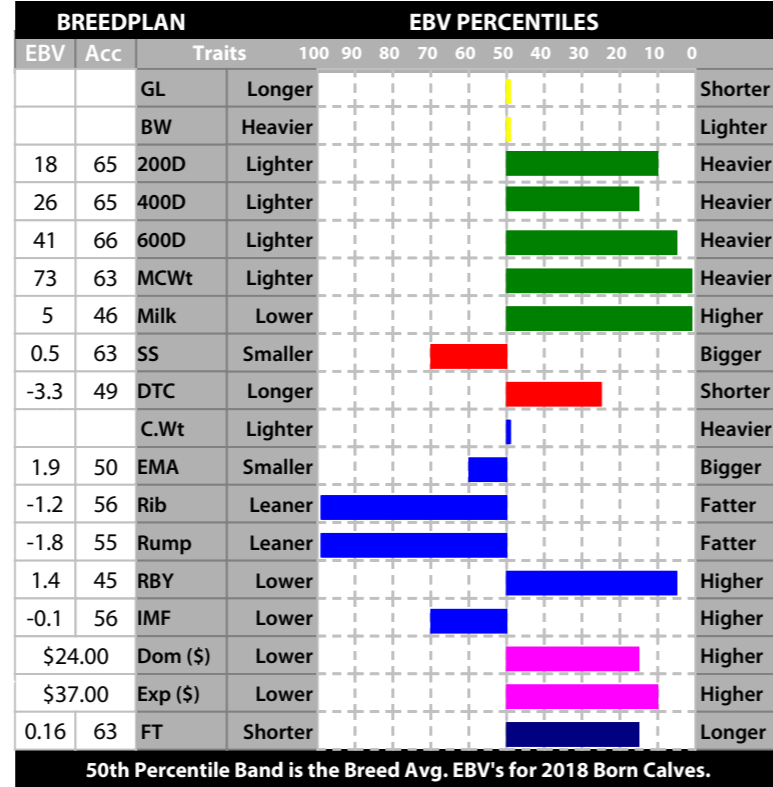 BREEDPLAN EBV PERCENTILES
EBV Acc Traits 100 90 80 70 60 50 40 30 20 10 0
GL Longer Shorter
BW Heavier Lighter
18 65 200D Lighter Heavier
26 65 400D Lighter Heavier
41 66 600D Lighter Heavier
73 63 MCWt Lighter Heavier
5 46 Milk Lower Higher
0.5 63 SS Smaller Bigger
-3.3 49 DTC Longer Shorter
C.Wt Lighter Heavier
1.9 50 EMA Smaller Bigger
-1.2 56 Rib Leaner Fatter
-1.8 55 Rump Leaner Fatter
1.4 45 RBY Lower Higher
-0.1 56 IMF Lower Higher
$24.00 Dom ($) Lower Higher
$37.00 Exp ($) Lower Higher
0.16 63 FT Shorter Longer
50th Percentile Band is the Breed Avg. EBV's for 2018 Born Calves.